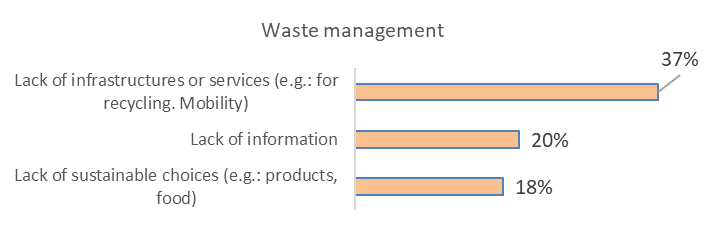 Waste management
37%
Lack of infrastructures or services (e.g.: for
recycling. Mobility)
Lack of information
20%
Lack of sustainable choices (e.g.: products,
food)
18%